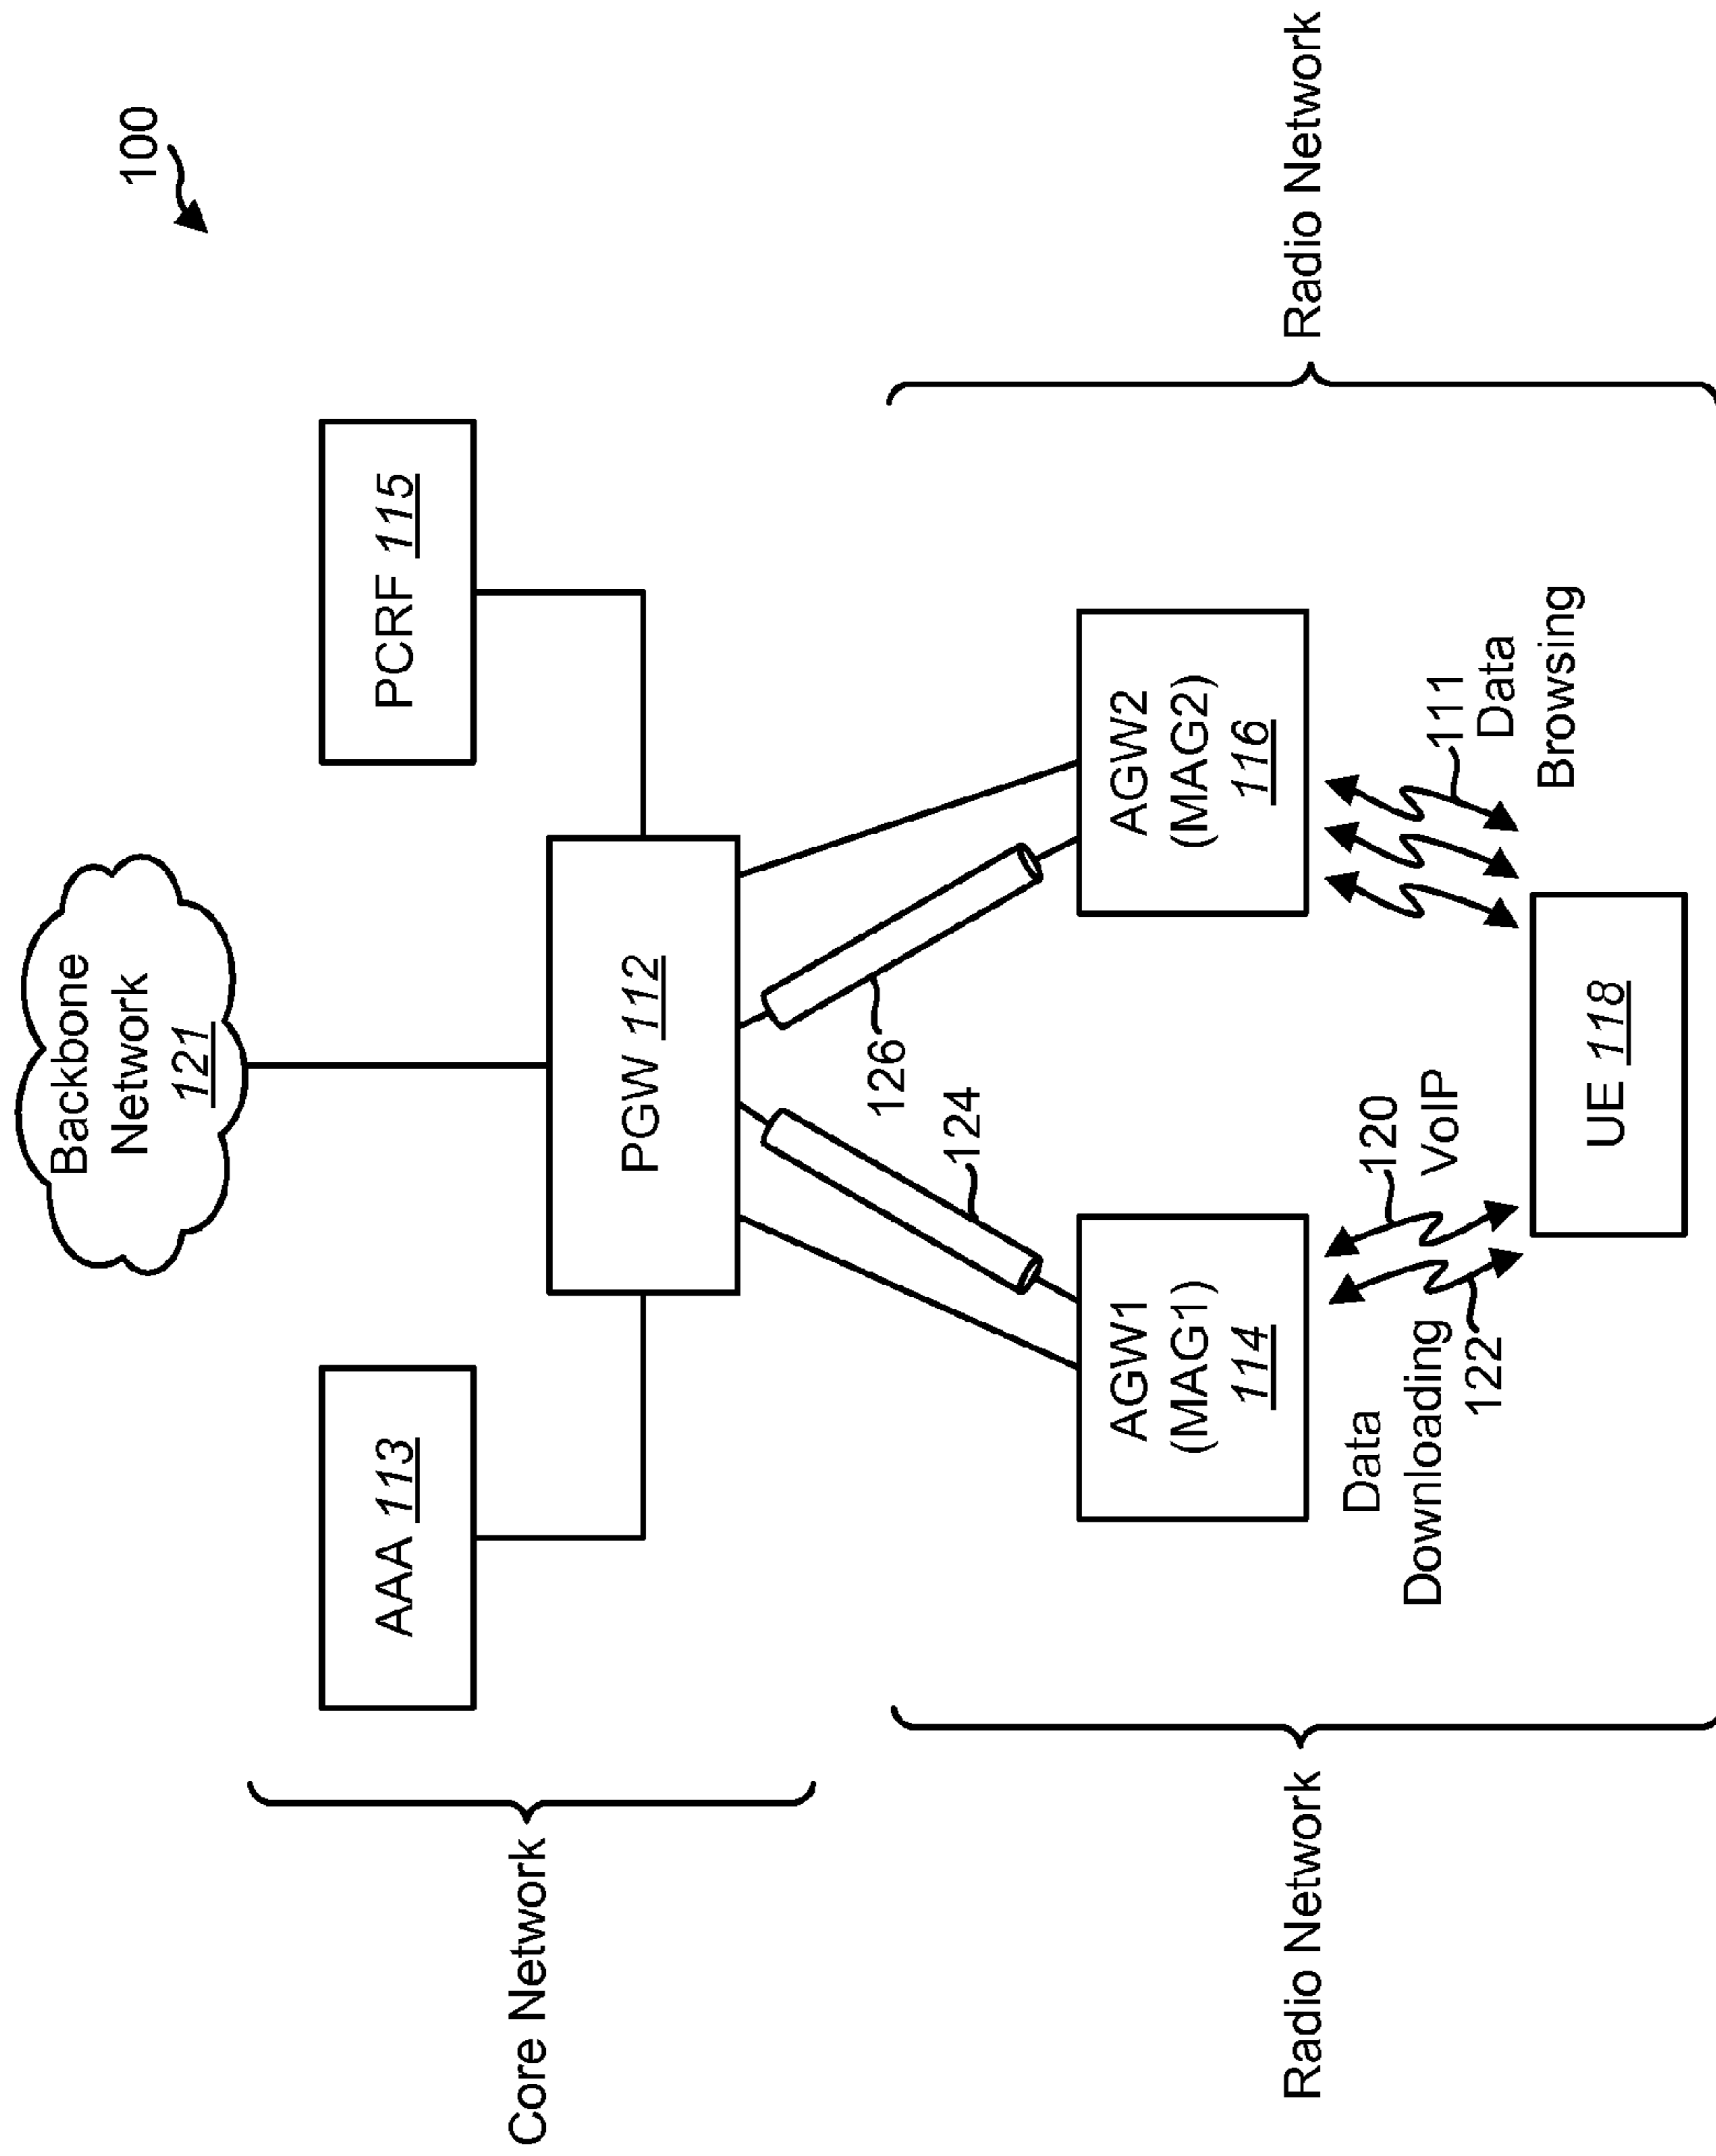 100
Backbone
Network
121
AAA 113
PCRF 115
Core Network
PGW 112
126
124
AGW1
(MAG1)
114
AGW2
(MAG2)
116
Radio Network
Radio Network
Data
Downloading
122
120
VoIP
111
Data
Browsing
UE 118